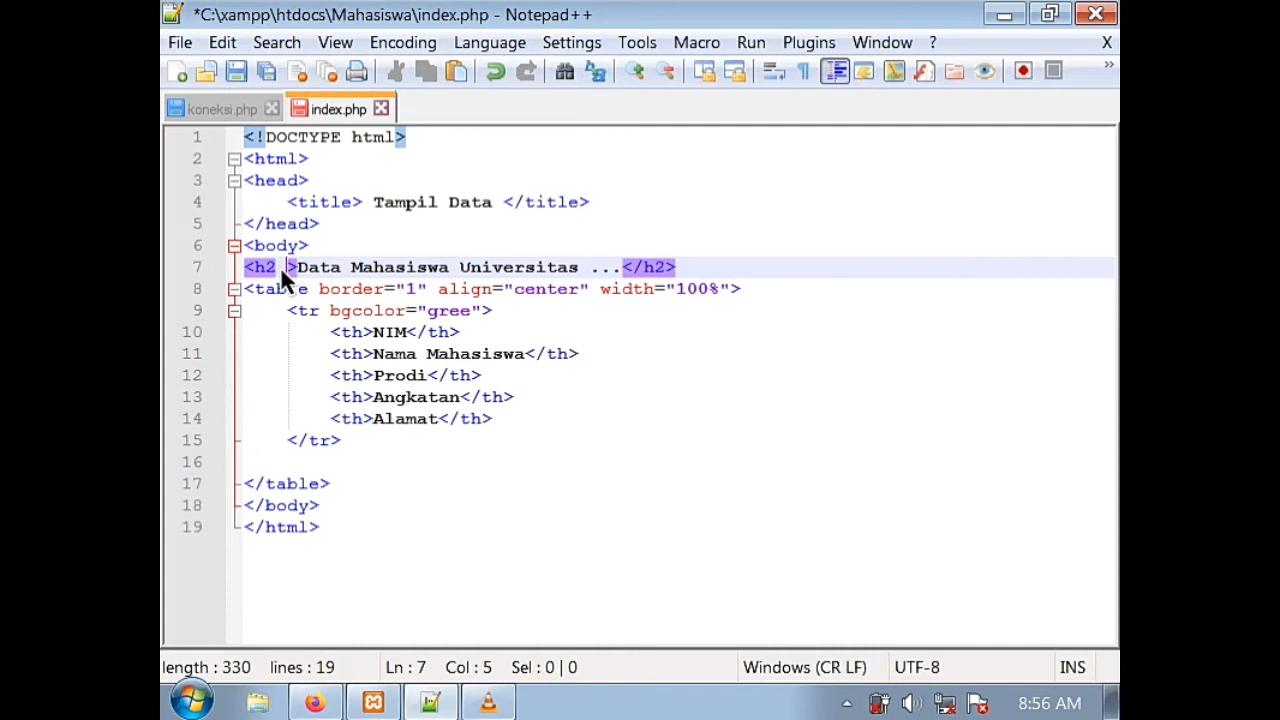 *C:\xampp\htdocs\Mahasiswa\index.php - Notepad++
File Edit Search View Encoding Language Settings Tools Macro Run Plugins Window ? X
koneksi.php index.php
1 <!DOCTYPE html>
2 <html>
3 <head>
4 <title> Tampil Data </title>
5 </head>
6 <body>
7 <h2 >Data Mahasiswa Universitas ...</h2>
8 <table border="1" align="center" width="100%">
9 <tr bgcolor="gree">
10 <th>NIM</th>
11 <th>Nama Mahasiswa</th>
12 <th>Prodi</th>
13 <th>Angkatan</th>
14 <th>Alamat</th>
15 </tr>
16
17 </table>
18 </body>
19 </html>
length : 330 lines : 19 Ln : 7 Col : 5 Sel : 0 | 0 Windows (CR LF) UTF-8 INS
8:56 AM